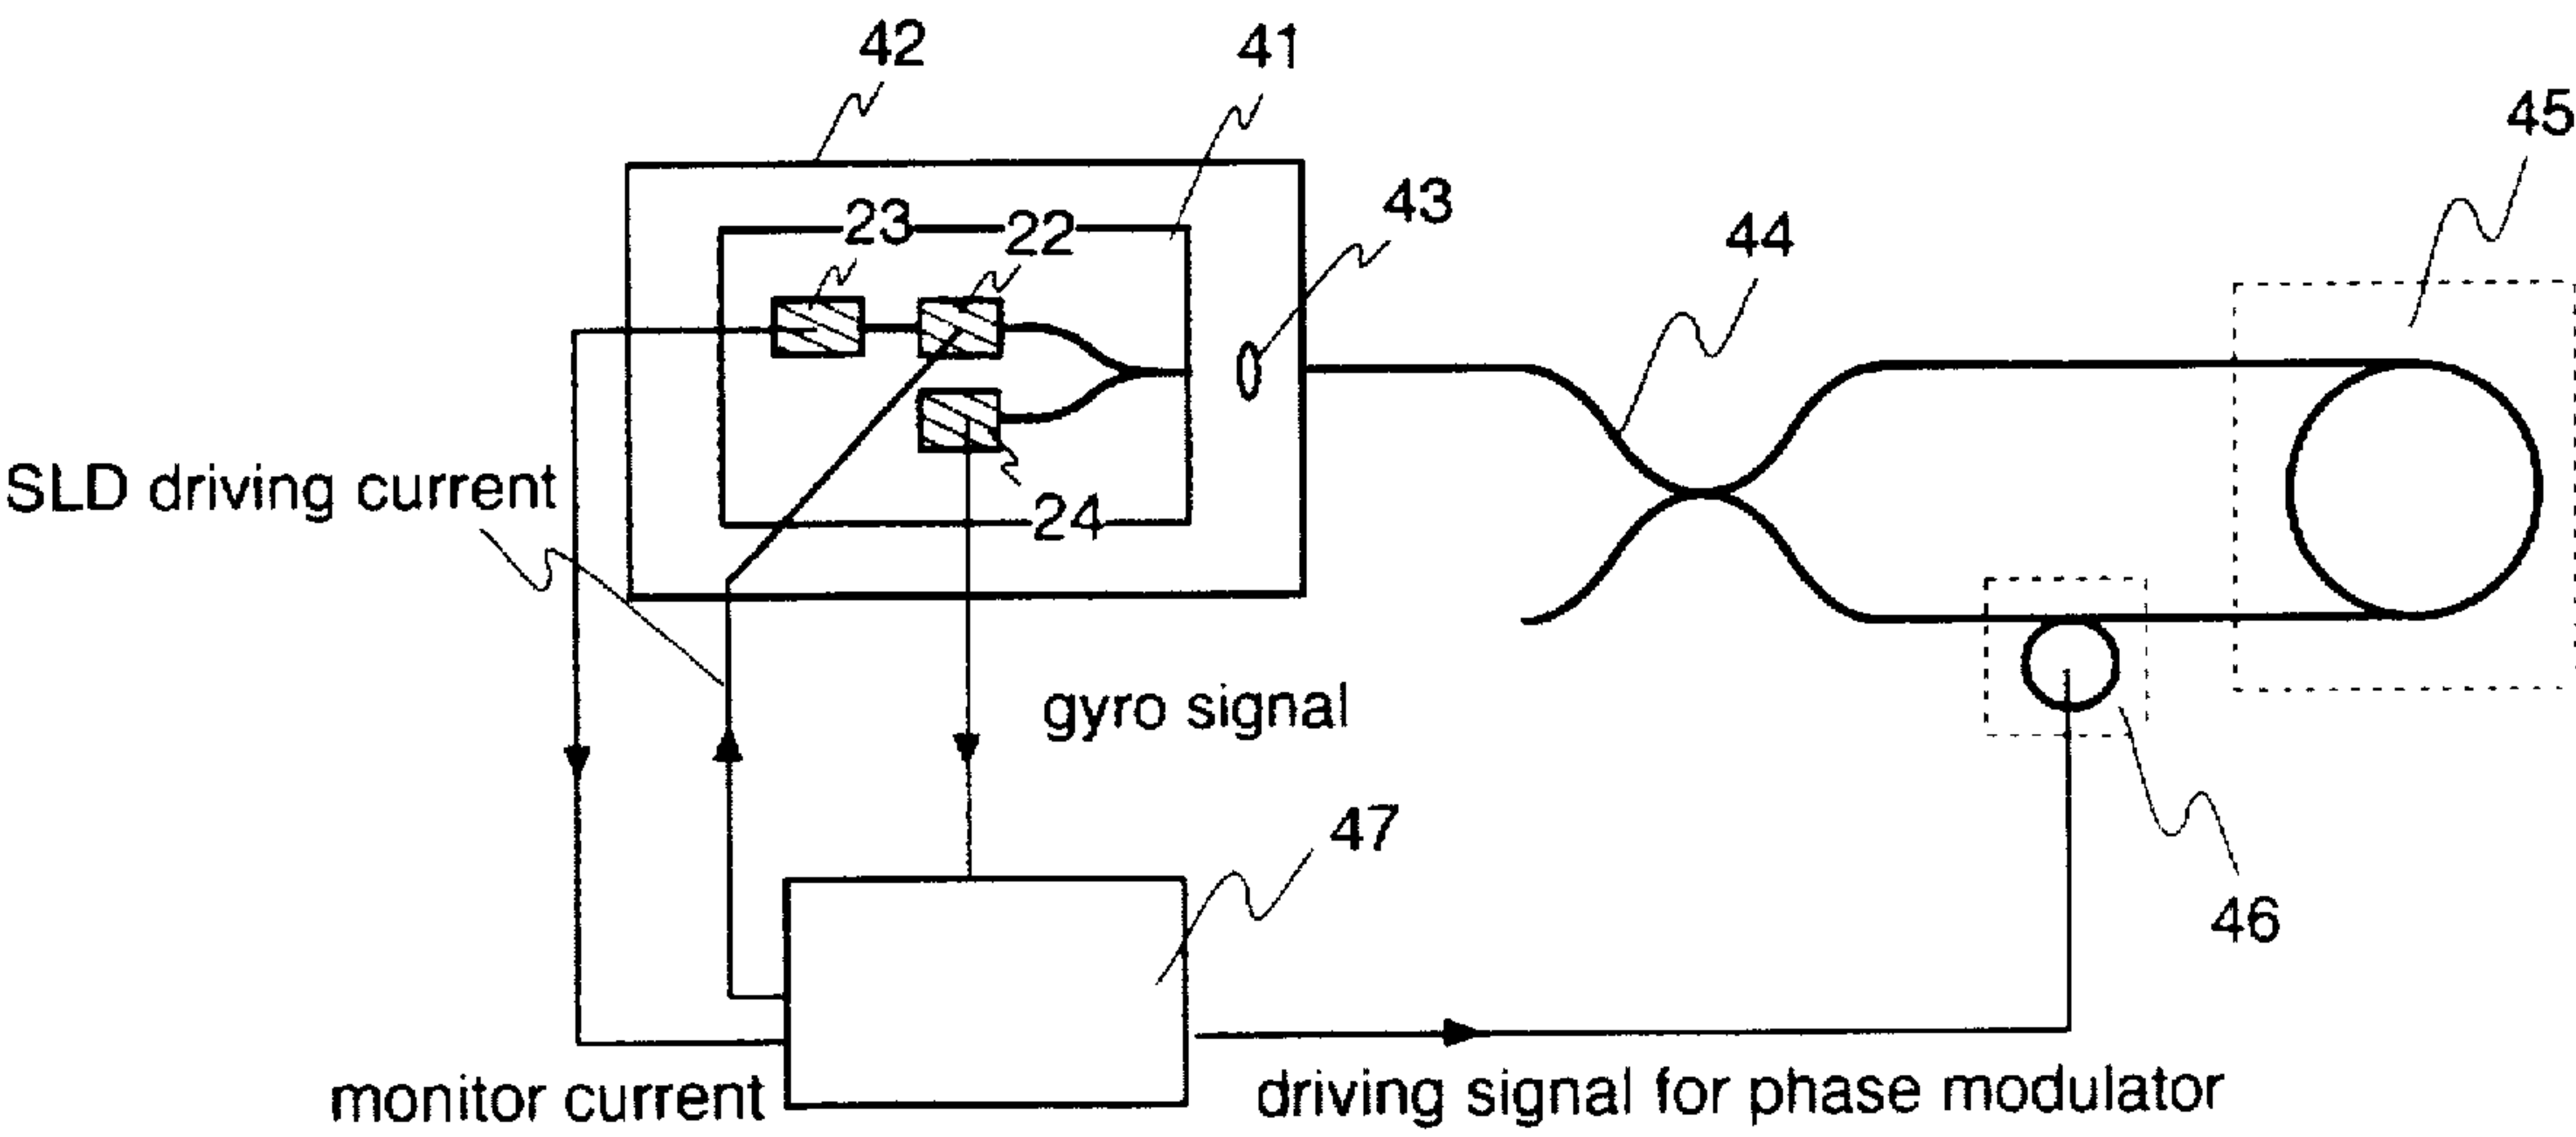 42
41
45
43
23
22
44
SLD driving current
24
gyro signal
47
46
monitor current
driving signal for phase modulator